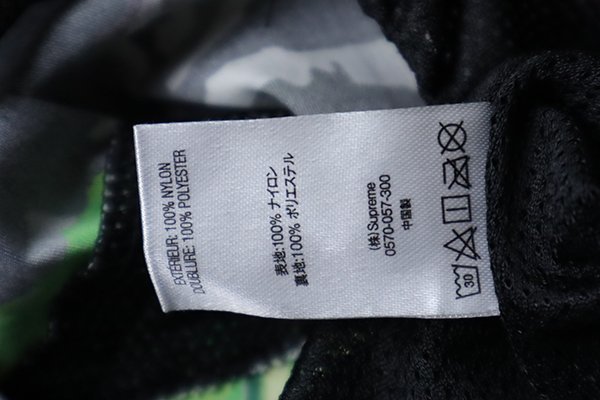 EXTERIEUR: 100% NYLON
DOUBLURE: 100% POLYESTER
表地:100% ナイロン
裏地:100% ポリエステル
(株)Supreme
0570-057-300
中国製
30